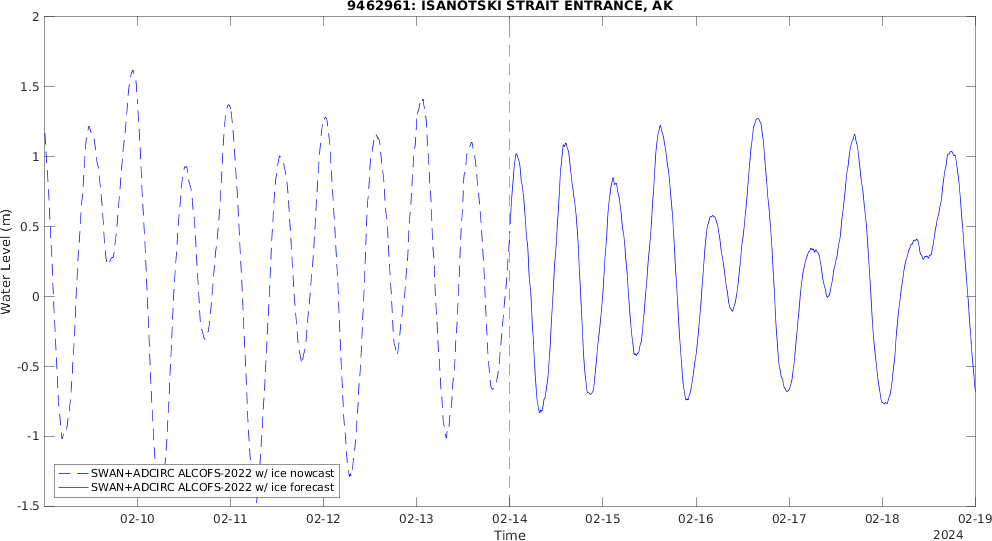 9462961: ISANOTSKI STRAIT ENTRANCE, AK
2
1.5
1
0.5
0
-0.5
-1
-1.5
Water Level (m)
SWAN+ADCIRC ALCOFS-2022 w/ ice nowcast
SWAN+ADCIRC ALCOFS-2022 w/ ice forecast
02-10 02-11 02-12 02-13 02-14 02-15 02-16 02-17 02-18 02-19
Time
2024